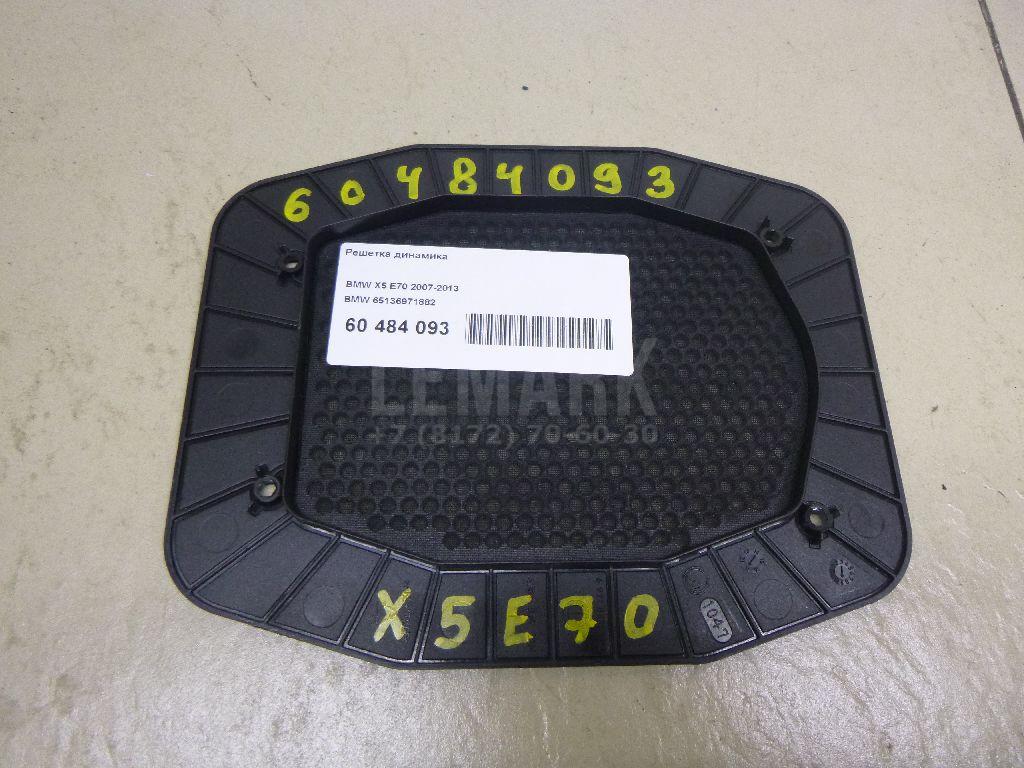 60484093
Решетка динамика
BMW X5 E70 2007-2013
BMW 65136971882
60 484 093
LEMARK
+7 (8172) 70-60-30
X5E70
1047